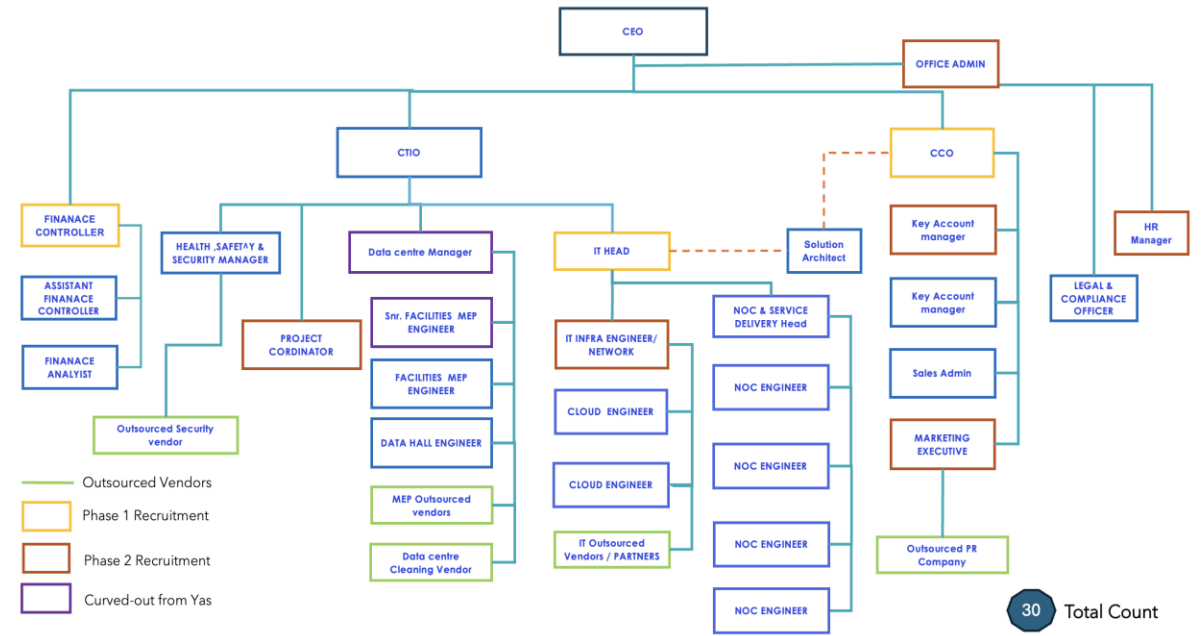 CEO
OFFICE ADMIN
CTIO
CCO
FINANACE
CONTROLLER
HEALTH ,SAFETAY &
SECURITY MANAGER
Data centre Manager
IT HEAD
Solution
Architect
Key Account
manager
HR
Manager
ASSISTANT
FINANACE
CONTROLLER
Snr. FACILITIES MEP
ENGINEER
NOC & SERVICE
DELIVERY Head
Key Account
manager
LEGAL &
COMPLIANCE
OFFICER
PROJECT
CORDINATOR
IT INFRA ENGINEER/
NETWORK
FINANACE
ANALYIST
FACILITIES MEP
ENGINEER
NOC ENGINEER
Sales Admin
CLOUD ENGINEER
Outsourced Security
vendor
DATA HALL ENGINEER
MARKETING
EXECUTIVE
NOC ENGINEER
CLOUD ENGINEER
Outsourced Vendors
MEP Outsourced
vendors
Phase 1 Recruitment
NOC ENGINEER
IT Outsourced
Vendors / PARTNERS
Outsourced PR
Company
Phase 2 Recruitment
Data centre
Cleaning Vendor
Curved-out from Yas
NOC ENGINEER
30 Total Count